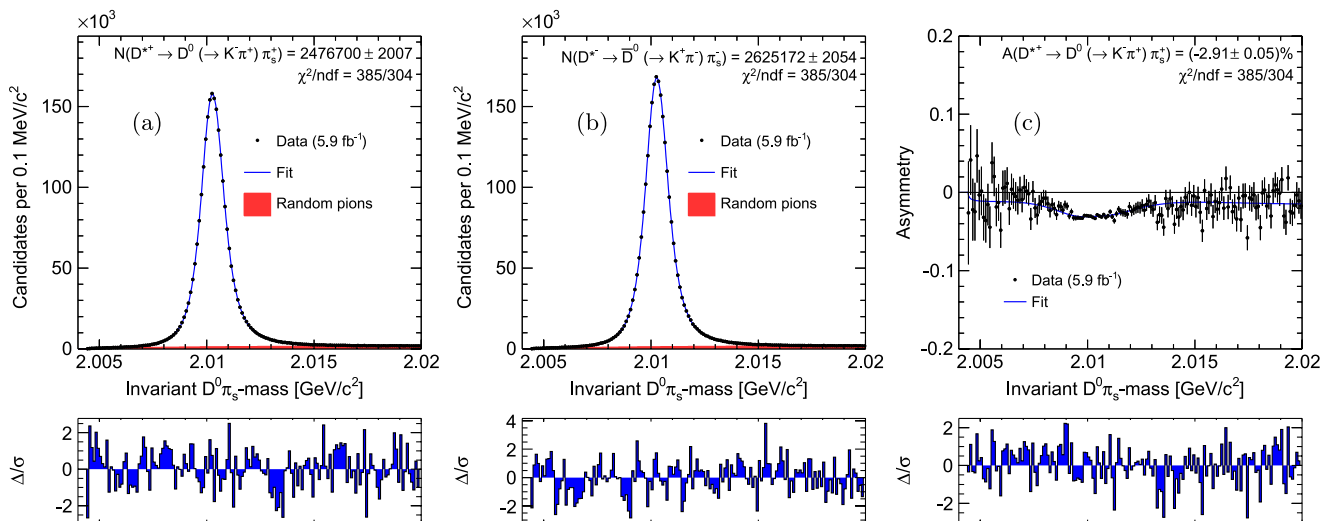 ×10³
N(D*⁺ → D⁰ (→ K⁻π⁺) πₛ⁺) = 2476700 ± 2007
χ²/ndf = 385/304
(a)
Data (5.9 fb⁻¹)
Fit
Random pions
Candidates per 0.1 MeV/c²
150
100
50
0
2.005 2.01 2.015 2.02
Invariant D⁰πₛ-mass [GeV/c²]
Δ/σ
2
0
−2
×10³
N(D*⁻ → D̅⁰ (→ K⁺π⁻) πₛ⁻) = 2625172 ± 2054
χ²/ndf = 385/304
(b)
Data (5.9 fb⁻¹)
Fit
Random pions
Candidates per 0.1 MeV/c²
150
100
50
0
2.005 2.01 2.015 2.02
Invariant D⁰πₛ-mass [GeV/c²]
Δ/σ
4
2
0
−2
A(D*⁺ → D⁰ (→ K⁻π⁺) πₛ⁺) = (-2.91± 0.05)%
χ²/ndf = 385/304
(c)
Data (5.9 fb⁻¹)
Fit
Asymmetry
0.2
0.1
0
−0.1
−0.2
2.005 2.01 2.015 2.02
Invariant D⁰πₛ-mass [GeV/c²]
Δ/σ
2
0
−2